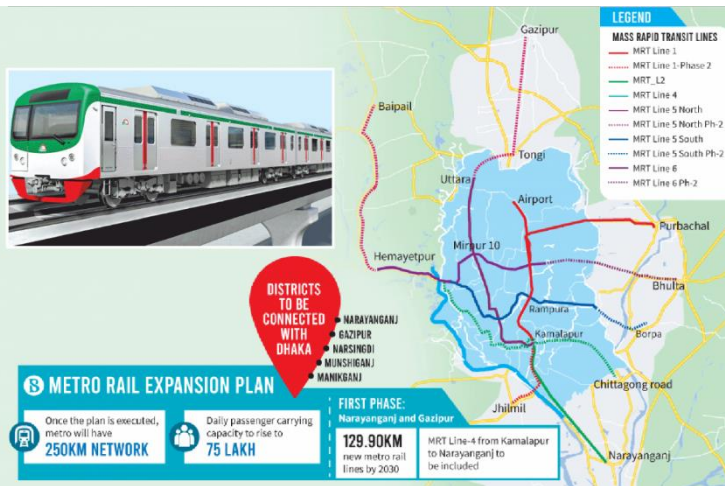 LEGEND
MASS RAPID TRANSIT LINES
MRT Line 1
MRT Line 1-Phase 2
MRT_L2
MRT Line 4
MRT Line 5 North
MRT Line 5 North Ph-2
MRT Line 5 South
MRT Line 5 South Ph-2
MRT Line 6
MRT Line 6 Ph-2
Gazipur
Baipail
Tongi
Uttara
Airport
Purbachal
Mirpur 10
Hemayetpur
Bhulta
Rampura
Borpa
Kamalapur
Chittagong road
Jhilmil
Narayanganj
DISTRICTS
TO BE
CONNECTED
WITH
DHAKA
NARAYANGANJ
GAZIPUR
NARSINGDI
MUNSHIGANJ
MANIKGANJ
METRO RAIL EXPANSION PLAN
Once the plan is executed,
metro will have
250KM NETWORK
Daily passenger carrying
capacity to rise to
75 LAKH
FIRST PHASE:
Narayanganj and Gazipur
129.90KM
new metro rail
lines by 2030
MRT Line-4 from Kamalapur
to Narayanganj to
be included